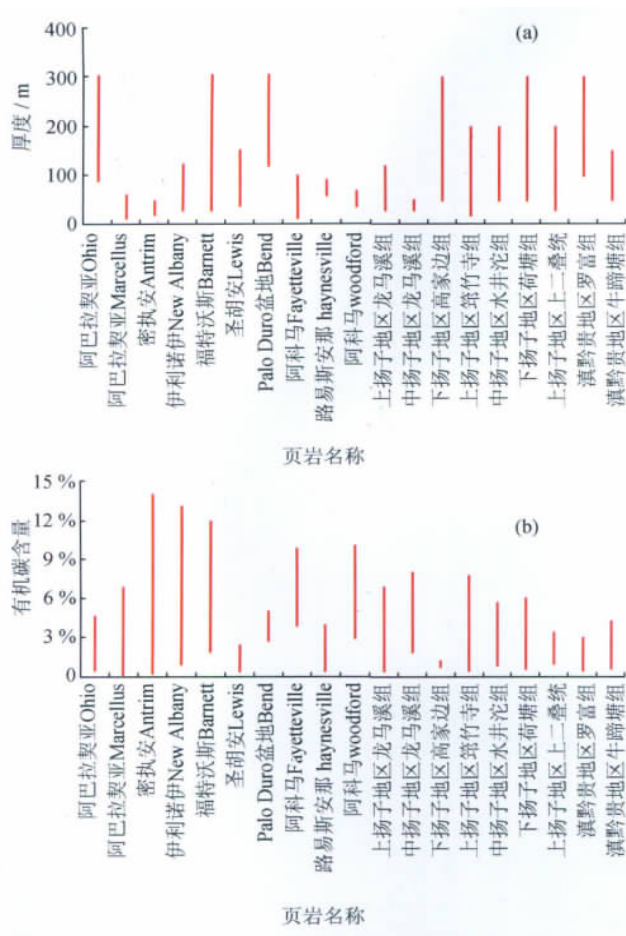 (a)
厚度 / m
400
300
200
100
0
阿巴拉契亚Ohio
阿巴拉契亚Marcellus
密执安Antrim
伊利诺伊New Albany
福特沃斯Barnett
圣胡安Lewis
Palo Duro盆地Bend
阿科马Fayetteville
路易斯安那 haynesville
阿科马woodford
上扬子地区龙马溪组
中扬子地区龙马溪组
下扬子地区高家边组
上扬子地区筇竹寺组
中扬子地区水井沱组
下扬子地区荷塘组
上扬子地区上二叠统
滇黔贵地区罗富组
滇黔贵地区牛蹄塘组
页岩名称
(b)
有机碳含量
15 %
12 %
9 %
6 %
3 %
0
阿巴拉契亚Ohio
阿巴拉契亚Marcellus
密执安Antrim
伊利诺伊New Albany
福特沃斯Barnett
圣胡安Lewis
Palo Duro盆地Bend
阿科马Fayetteville
路易斯安那 haynesville
阿科马woodford
上扬子地区龙马溪组
中扬子地区龙马溪组
下扬子地区高家边组
上扬子地区筇竹寺组
中扬子地区水井沱组
下扬子地区荷塘组
上扬子地区上二叠统
滇黔贵地区罗富组
滇黔贵地区牛蹄塘组
页岩名称